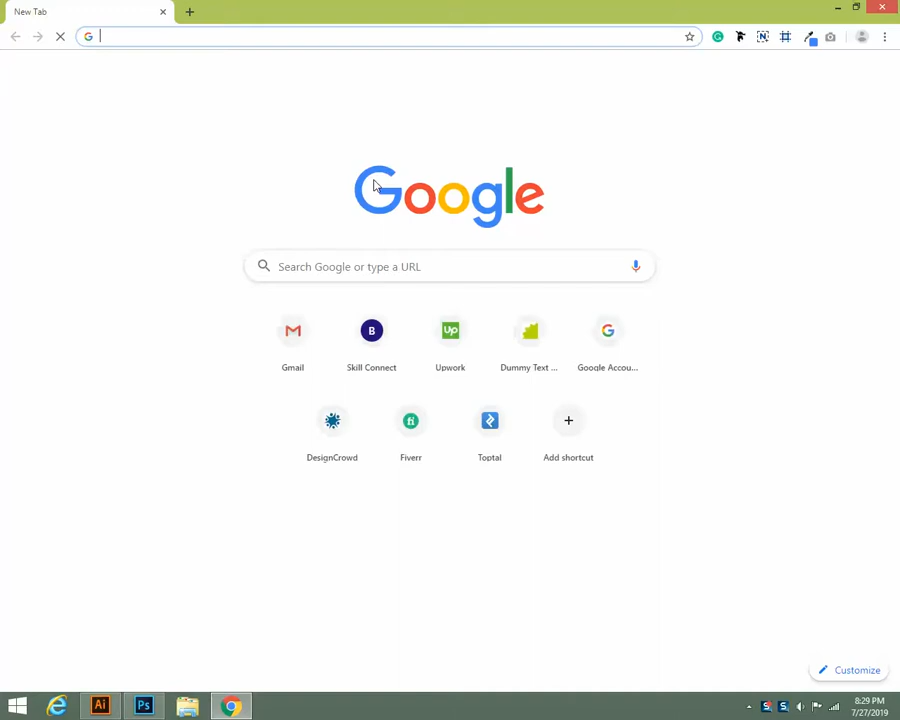 New Tab
Google
Search Google or type a URL
Gmail
Skill Connect
Upwork
Dummy Text ...
Google Accou...
DesignCrowd
Fiverr
Toptal
Add shortcut
Customize
8:29 PM
7/27/2019